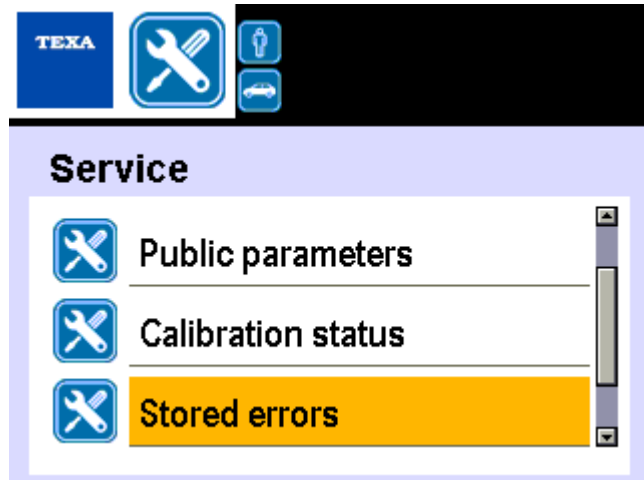 TEXA
Service
Public parameters
Calibration status
Stored errors